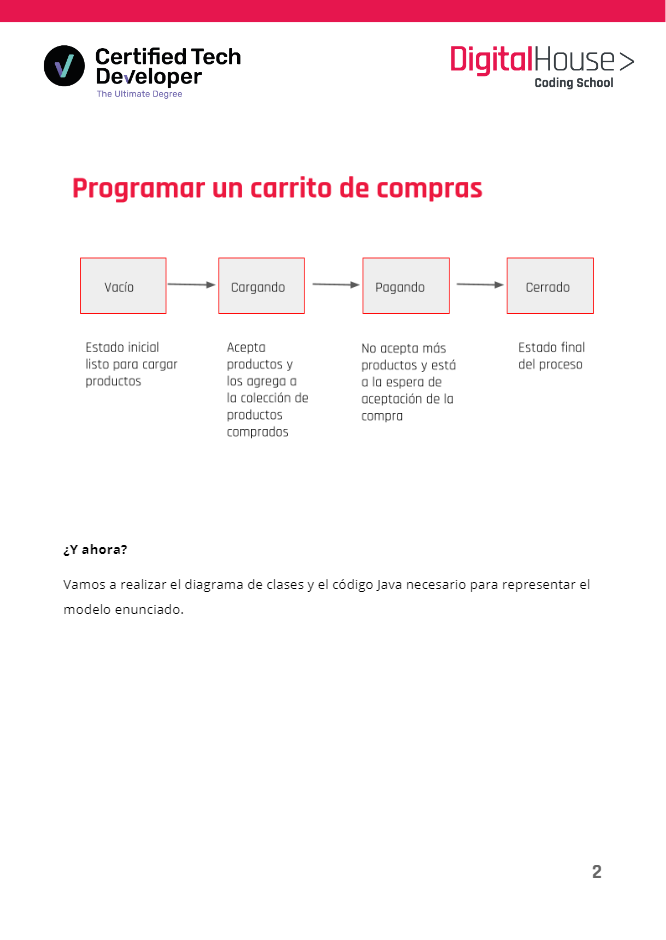 Certified Tech
Developer
The Ultimate Degree
DigitalHouse>
Coding School
Programar un carrito de compras
Vacío
Cargando
Pagando
Cerrado
Estado inicial
listo para cargar
productos
Acepta
productos y
los agrega a
la colección de
productos
comprados
No acepta más
productos y está
a la espera de
aceptación de la
compra
Estado final
del proceso
¿Y ahora?
Vamos a realizar el diagrama de clases y el código Java necesario para representar el
modelo enunciado.
2